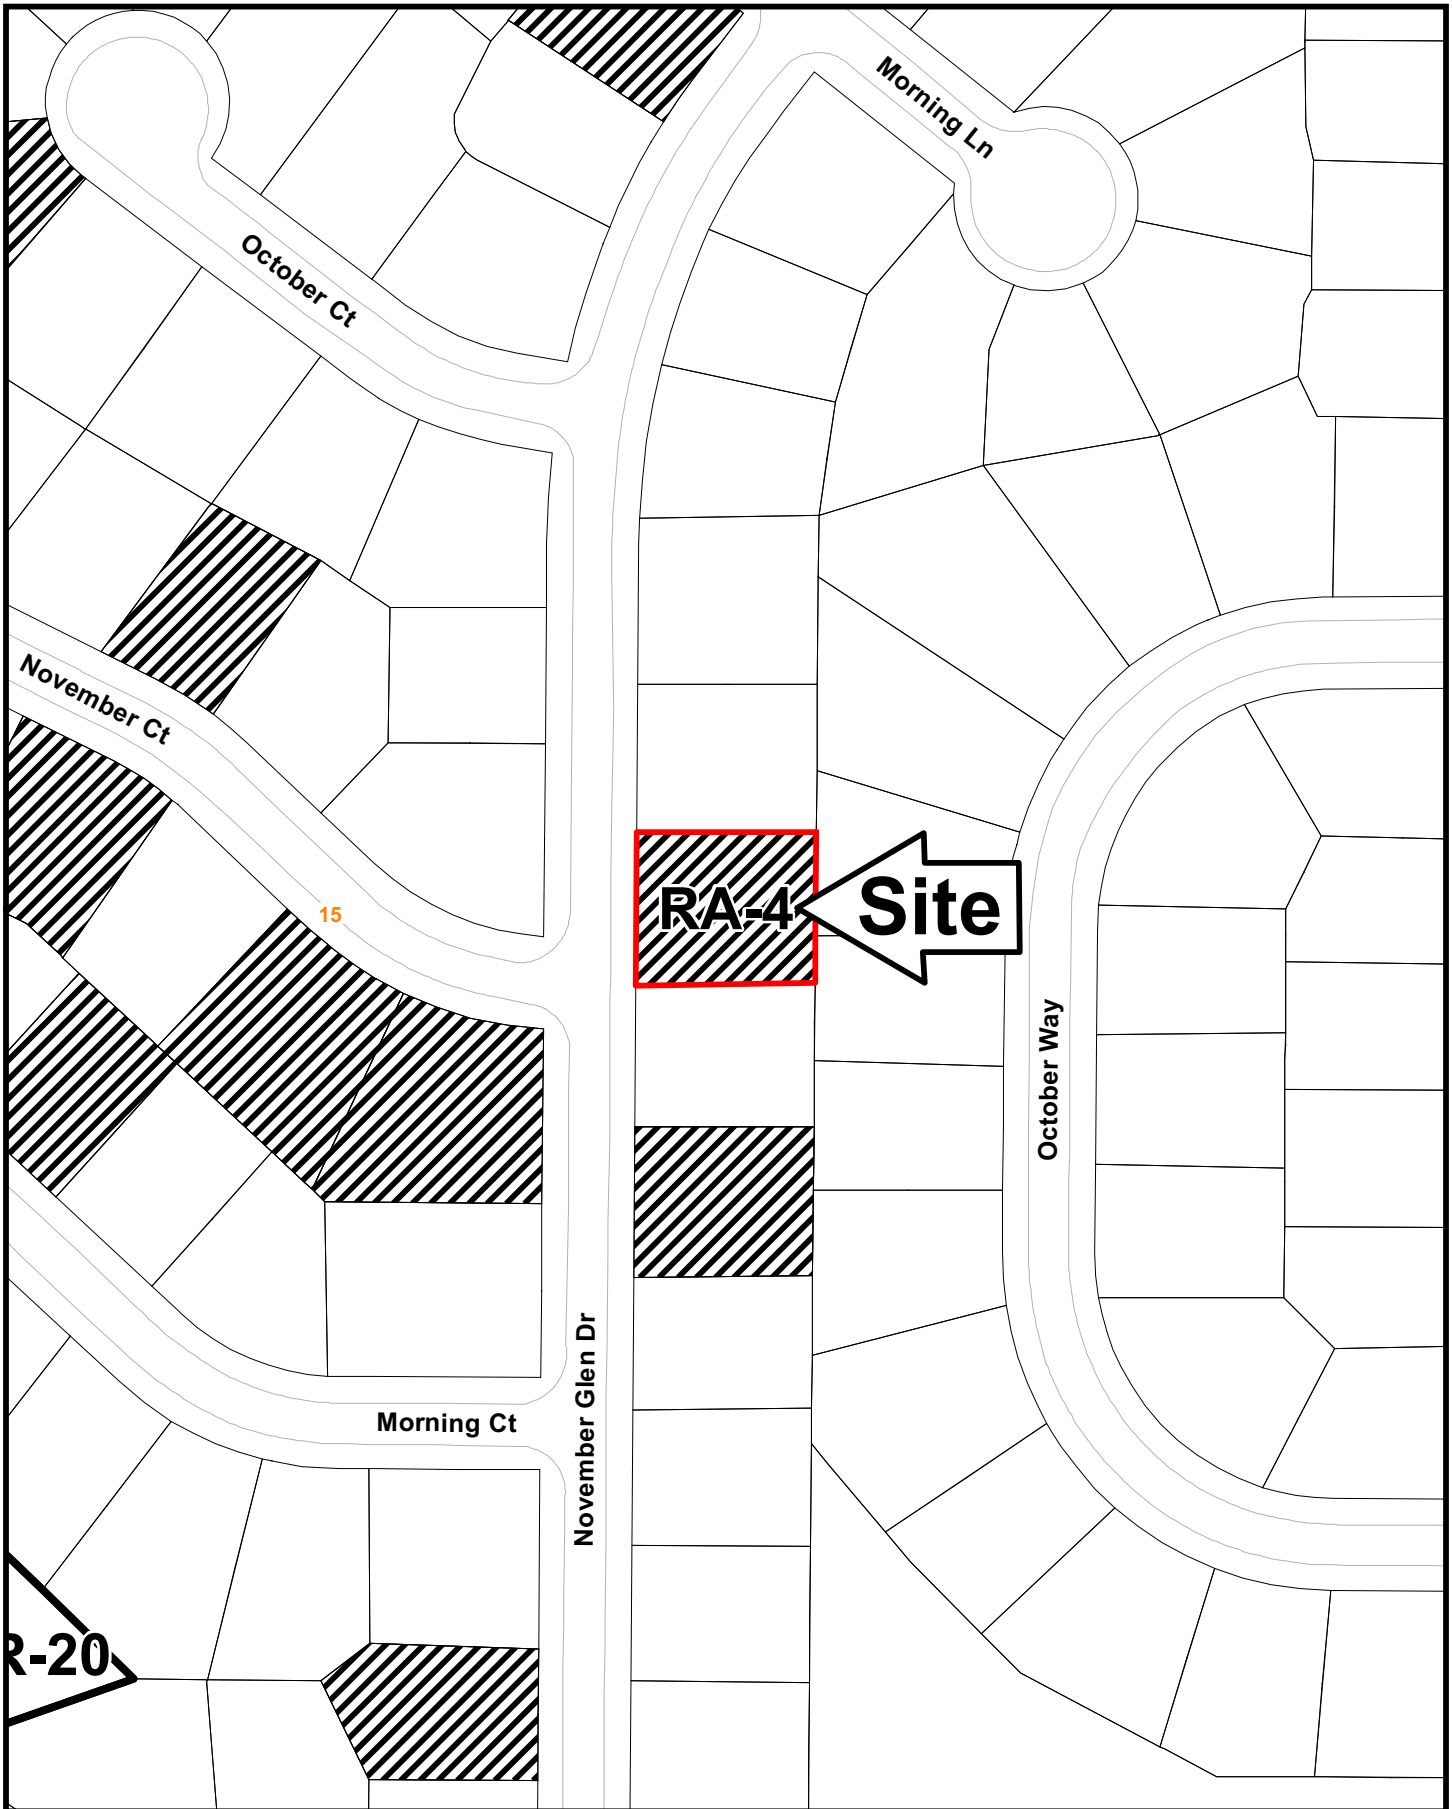 Morning Ln
October Ct
November Ct
15
RA-4
Site
October Way
November Glen Dr
Morning Ct
R-20